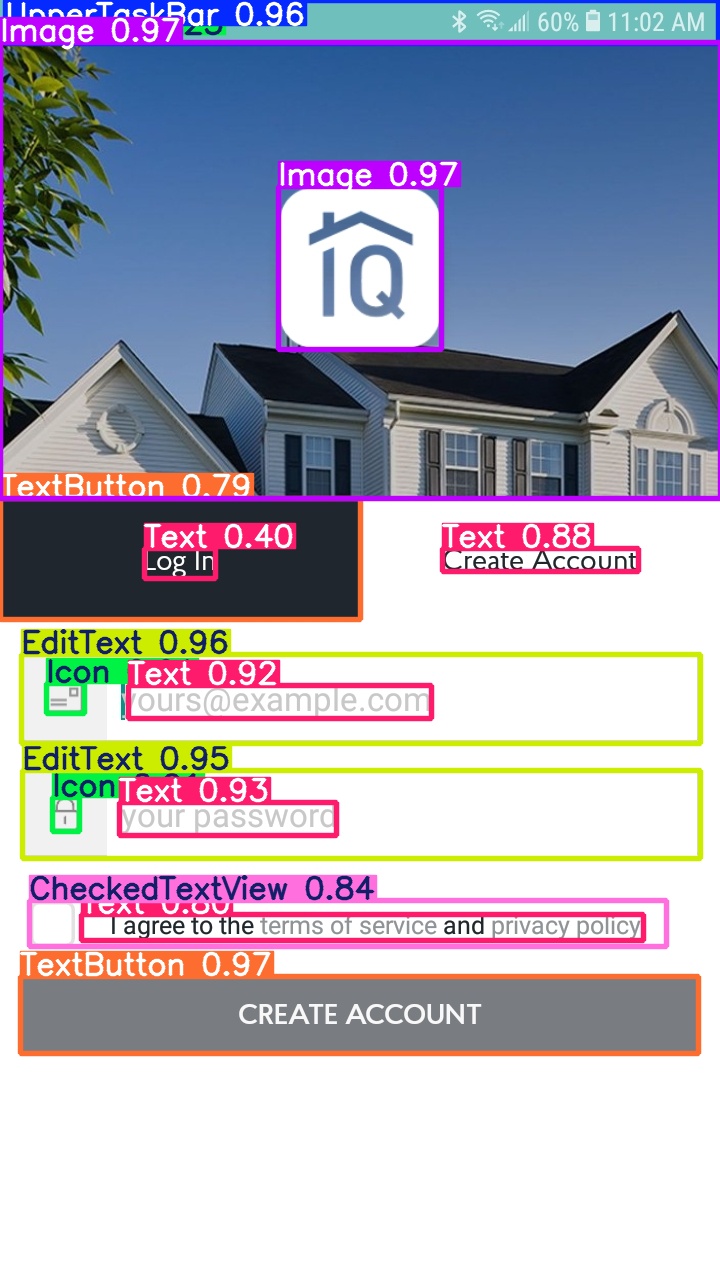 UpperTaskBar 0.96
60% 11:02 AM
Image 0.97
Image 0.97
IQ
TextButton 0.79
Text 0.40
Text 0.88
Log In
Create Account
EditText 0.96
Icon
Text 0.92
yours@example.com
EditText 0.95
Icon
Text 0.93
your password
CheckedTextView 0.84
Text 0.80
I agree to the terms of service and privacy policy
TextButton 0.97
CREATE ACCOUNT